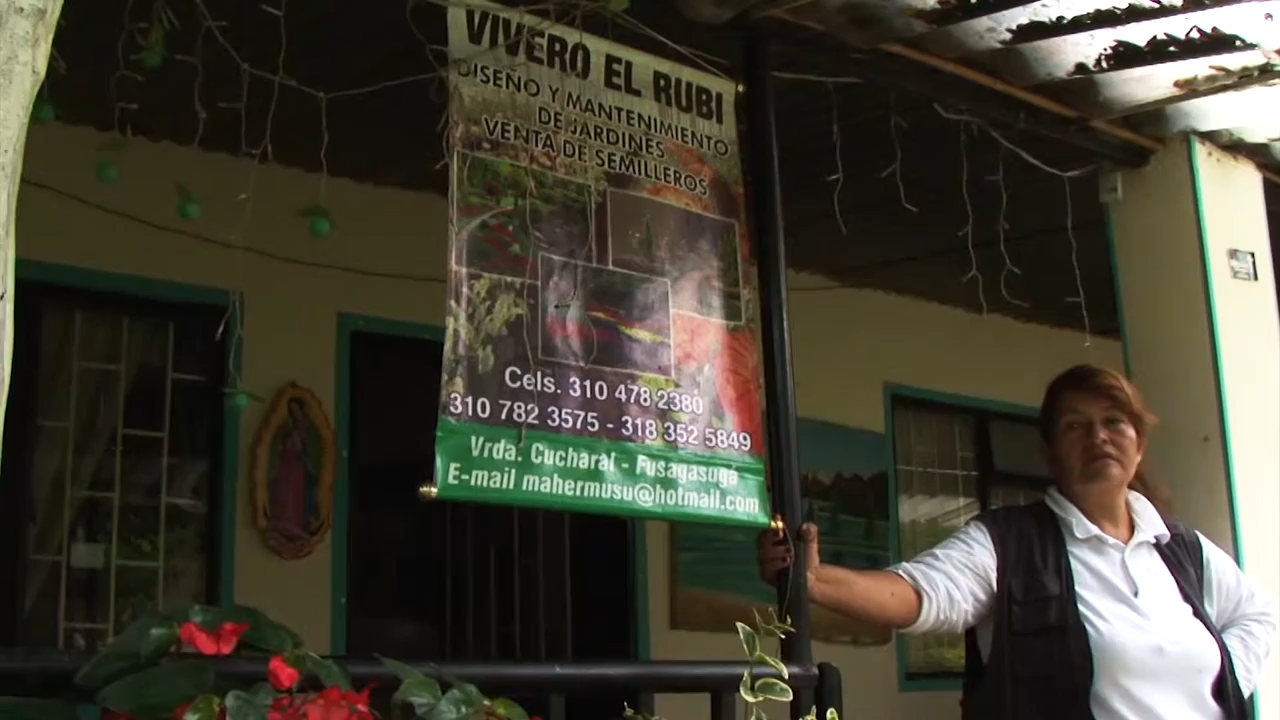 VIVERO EL RUBI
DISEÑO Y MANTENIMIENTO
DE JARDINES
VENTA DE SEMILLEROS
Cels. 310 478 2380
310 782 3575 - 318 352 5849
Vrda. Cucharal - Fusagasuga
E-mail mahermusu@hotmail.com